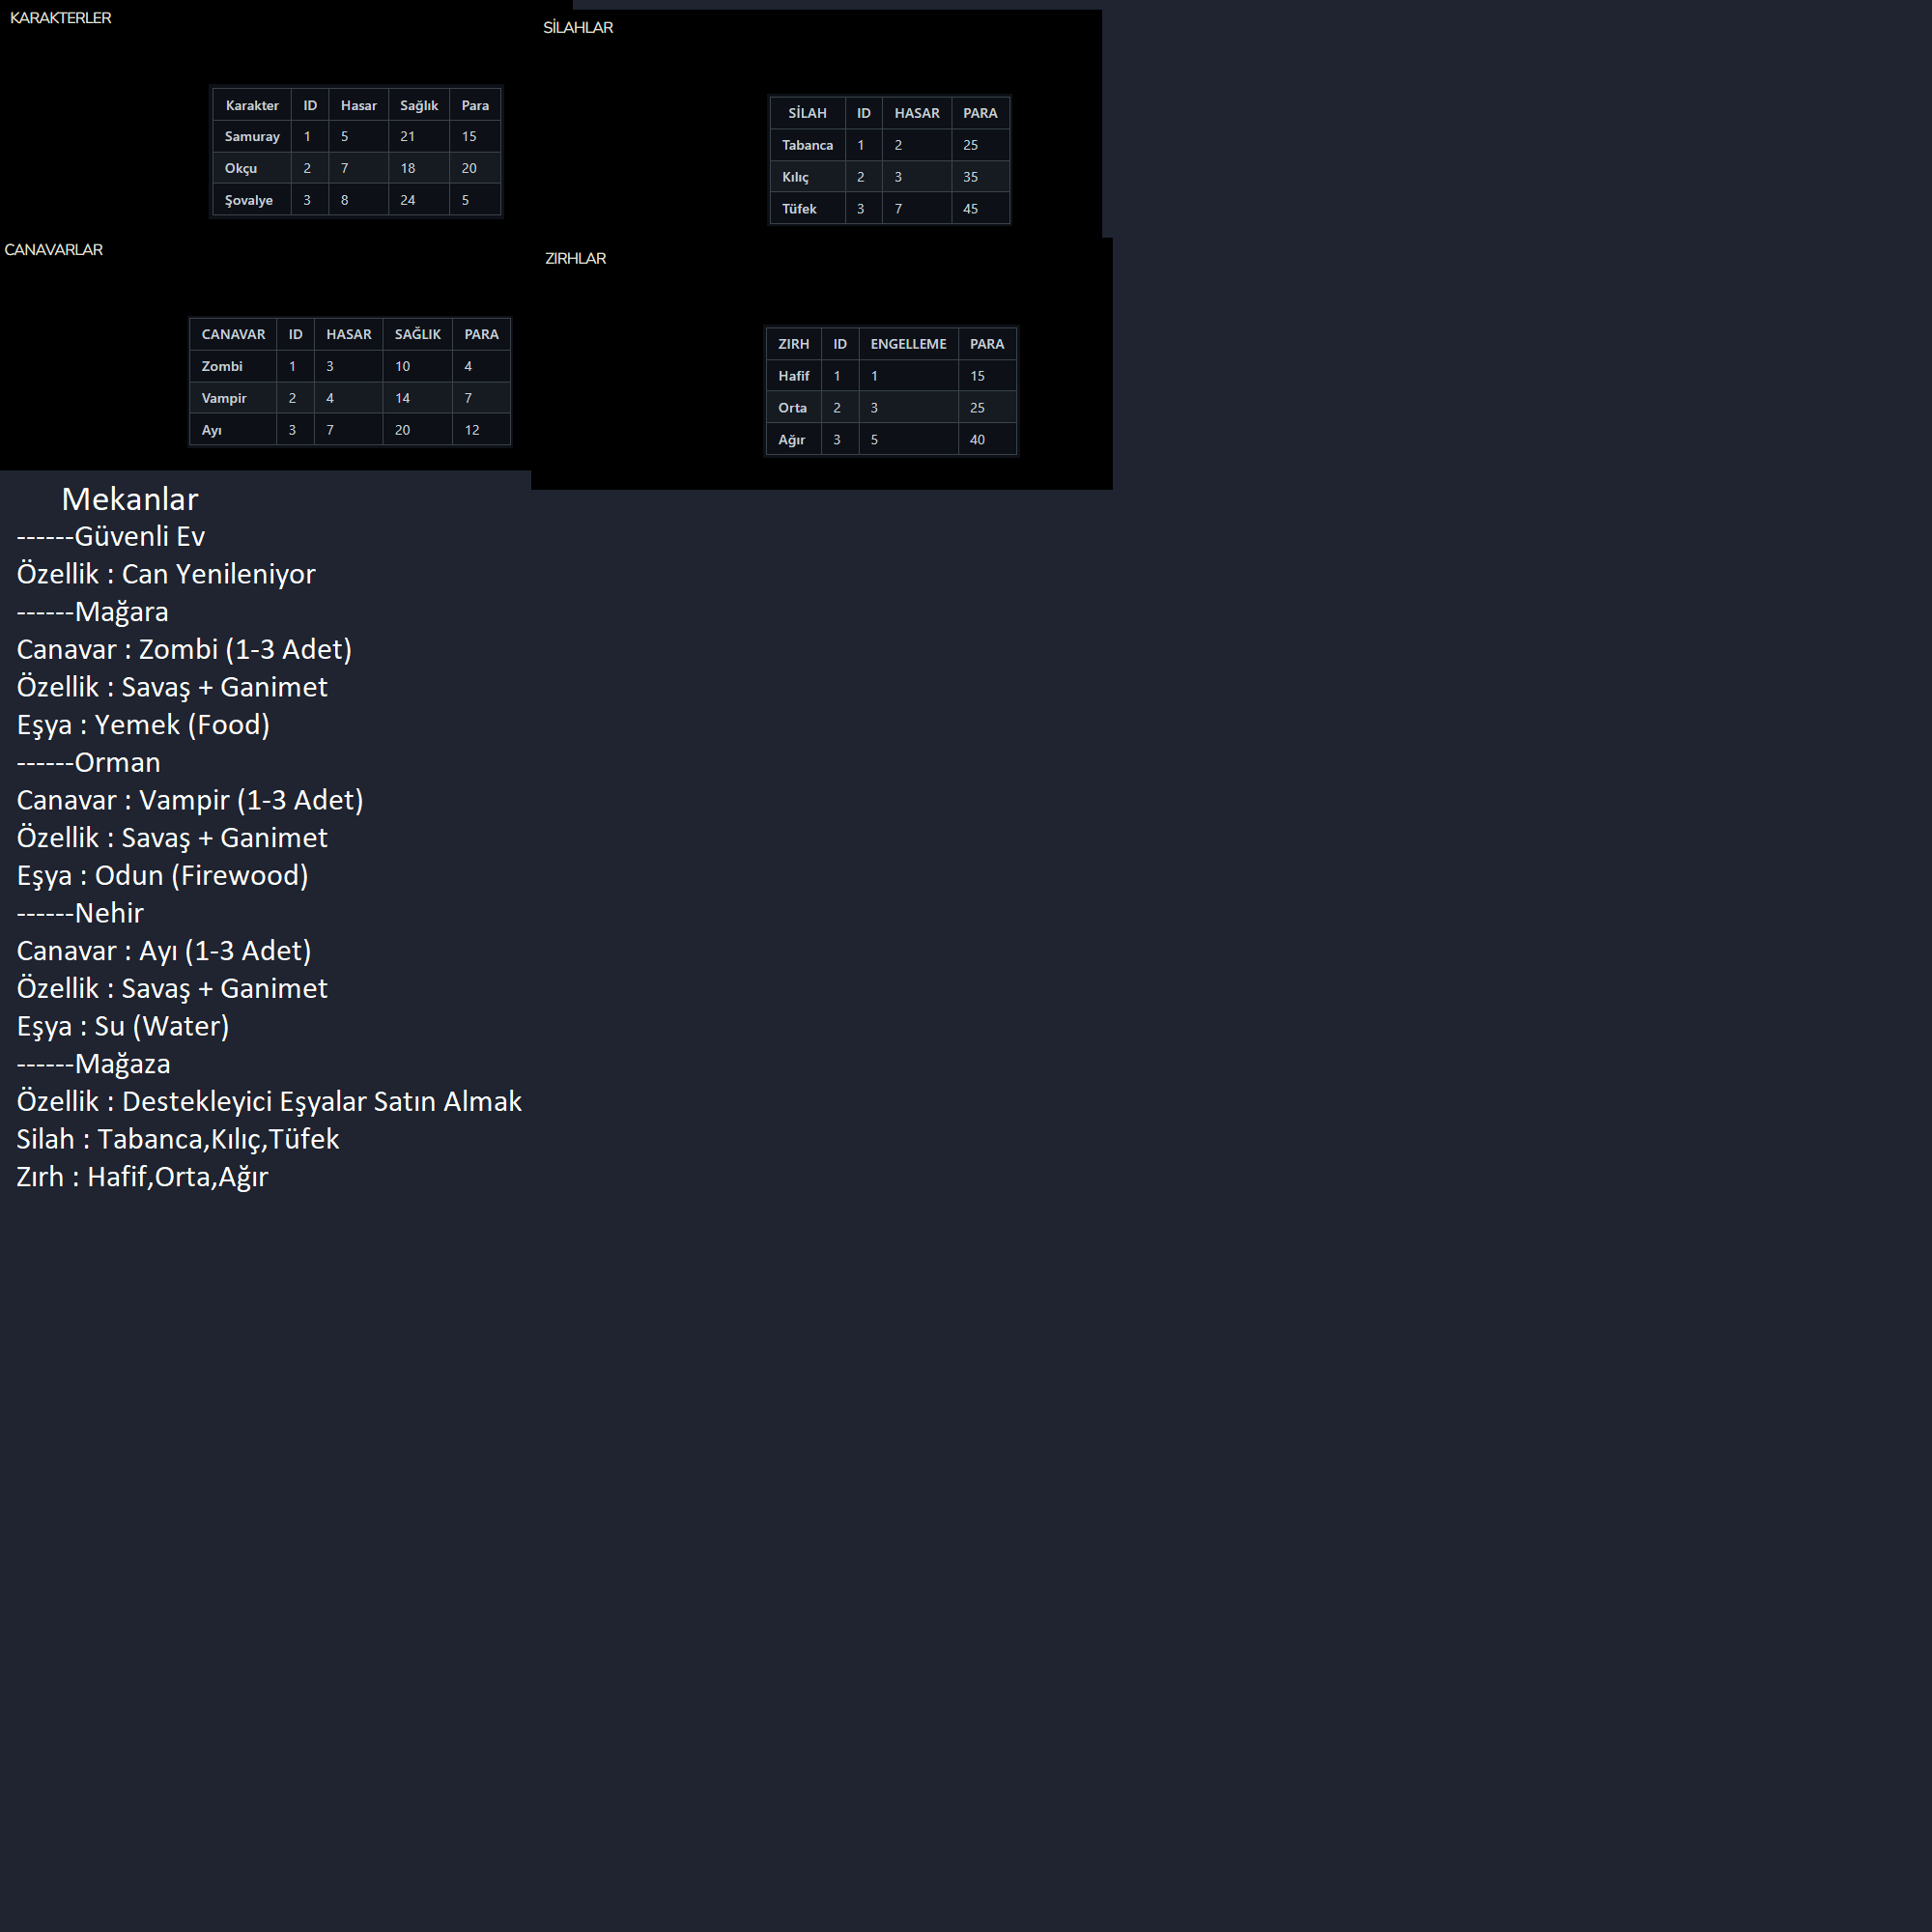 KARAKTERLER
Karakter ID Hasar Sağlık Para
Samuray 1 5 21 15
Okçu 2 7 18 20
Şovalye 3 8 24 5
SİLAHLAR
SİLAH ID HASAR PARA
Tabanca 1 2 25
Kılıç 2 3 35
Tüfek 3 7 45
CANAVARLAR
CANAVAR ID HASAR SAĞLIK PARA
Zombi 1 3 10 4
Vampir 2 4 14 7
Ayı 3 7 20 12
ZIRHLAR
ZIRH ID ENGELLEME PARA
Hafif 1 1 15
Orta 2 3 25
Ağır 3 5 40
Mekanlar
------Güvenli Ev
Özellik : Can Yenileniyor
------Mağara
Canavar : Zombi (1-3 Adet)
Özellik : Savaş + Ganimet
Eşya : Yemek (Food)
------Orman
Canavar : Vampir (1-3 Adet)
Özellik : Savaş + Ganimet
Eşya : Odun (Firewood)
------Nehir
Canavar : Ayı (1-3 Adet)
Özellik : Savaş + Ganimet
Eşya : Su (Water)
------Mağaza
Özellik : Destekleyici Eşyalar Satın Almak
Silah : Tabanca,Kılıç,Tüfek
Zırh : Hafif,Orta,Ağır